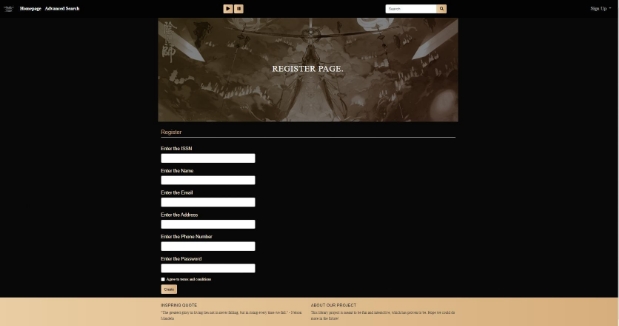 Homepage Advanced Search
Sign Up
REGISTER PAGE.
Register
Enter the ISSN
Enter the Name
Enter the Email
Enter the Address
Enter the Phone Number
Enter the Password
Agree to terms and conditions
Create
INSPIRING QUOTE
"The greatest glory in living lies not in never falling, but in rising every time we fall." - Nelson
Mandela
ABOUT OUR PROJECT